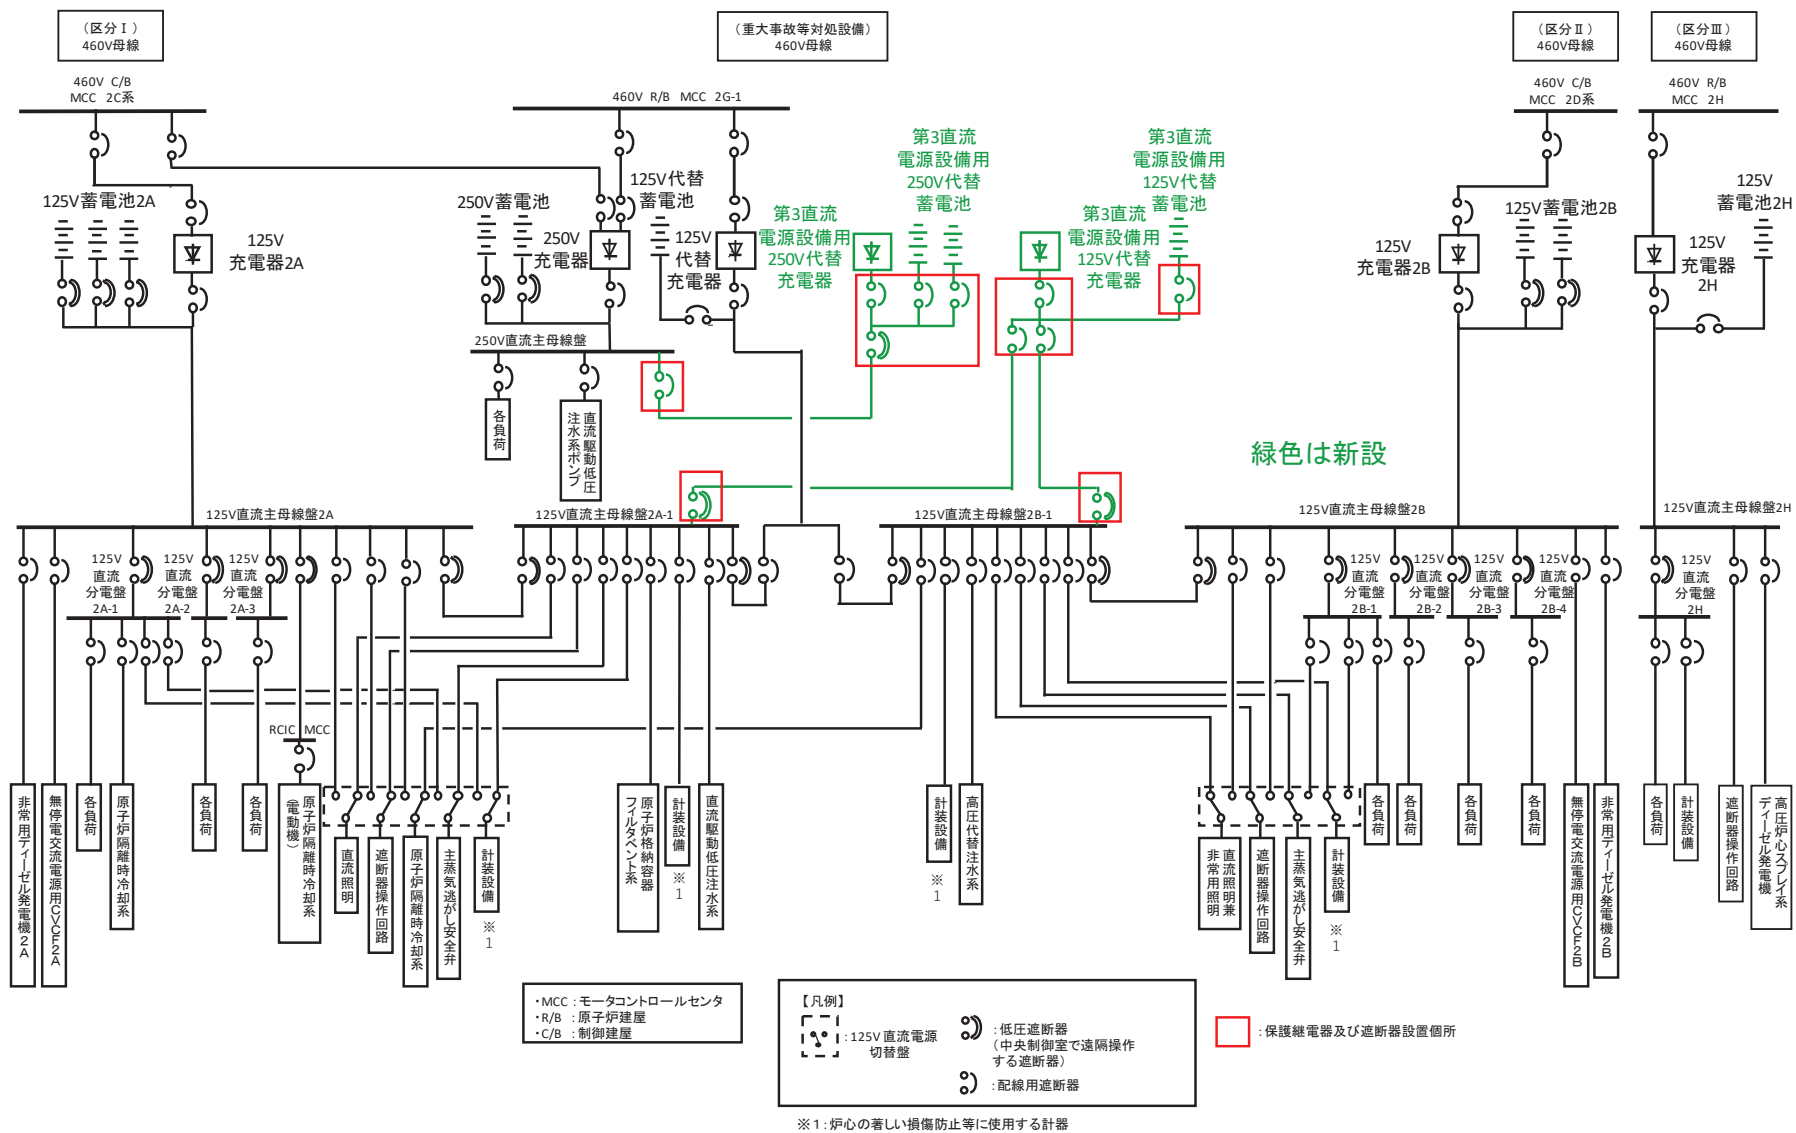 （区分Ⅰ）
460V母線
（重大事故等対処設備）
460V母線
（区分Ⅱ）
460V母線
（区分Ⅲ）
460V母線
460V C/B
MCC 2C系
460V R/B MCC 2G-1
460V C/B
MCC 2D系
460V R/B
MCC 2H
125V蓄電池2A
125V
充電器2A
250V蓄電池
250V
充電器
125V代替
蓄電池
125V
代替
充電器
第3直流
電源設備用
250V代替
充電器
第3直流
電源設備用
250V代替
蓄電池
第3直流
電源設備用
125V代替
充電器
第3直流
電源設備用
125V代替
蓄電池
125V
充電器2B
125V蓄電池2B
125V
充電器
2H
125V
蓄電池2H
250V直流主母線盤
各負荷
直流駆動低圧
注水系ポンプ
緑色は新設
125V直流主母線盤2A
125V直流主母線盤2A-1
125V直流主母線盤2B-1
125V直流主母線盤2B
125V直流主母線盤2H
125V
直流
分電盤
2A-1
125V
直流
分電盤
2A-2
125V
直流
分電盤
2A-3
125V
直流
分電盤
2B-1
125V
直流
分電盤
2B-2
125V
直流
分電盤
2B-3
125V
直流
分電盤
2B-4
125V
直流
分電盤
2H
RCIC MCC
非常用ディーゼル発電機2A
無停電交流電源用CVCF2A
各負荷
原子炉隔離時冷却系
各負荷
各負荷
原子炉隔離時冷却系
（電動機）
直流照明
遮断器操作回路
原子炉隔離時冷却系
主蒸気逃がし安全弁
計装設備
※1
原子炉格納容器
フィルタベント系
計装設備
※1
直流駆動低圧注水系
計装設備
※1
高圧代替注水系
直流照明兼
非常用照明
遮断器操作回路
主蒸気逃がし安全弁
計装設備
※1
各負荷
各負荷
各負荷
各負荷
無停電交流電源用CVCF2B
非常用ディーゼル発電機2B
各負荷
計装設備
遮断器操作回路
高圧炉心スプレイ系
ディーゼル発電機
・MCC：モータコントロールセンタ
・R/B ：原子炉建屋
・C/B ：制御建屋
【凡例】
：125V直流電源
切替盤
：低圧遮断器
（中央制御室で遠隔操作
する遮断器）
：配線用遮断器
：保護継電器及び遮断器設置個所
※1：炉心の著しい損傷防止等に使用する計器